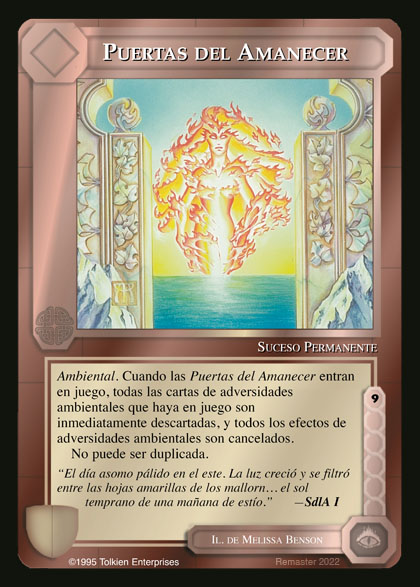 PUERTAS DEL AMANECER
SUCESO PERMANENTE
Ambiental. Cuando las Puertas del Amanecer entran
en juego, todas las cartas de adversidades
ambientales que haya en juego son
inmediatamente descartadas, y todos los efectos de
adversidades ambientales son cancelados.
No puede ser duplicada.
9
“El día asomo pálido en el este. La luz creció y se filtró
entre las hojas amarillas de los mallorn… el sol
temprano de una mañana de estío.” —SdlA I
IL. DE MELISSA BENSON
©1995 Tolkien Enterprises
Remaster 2022